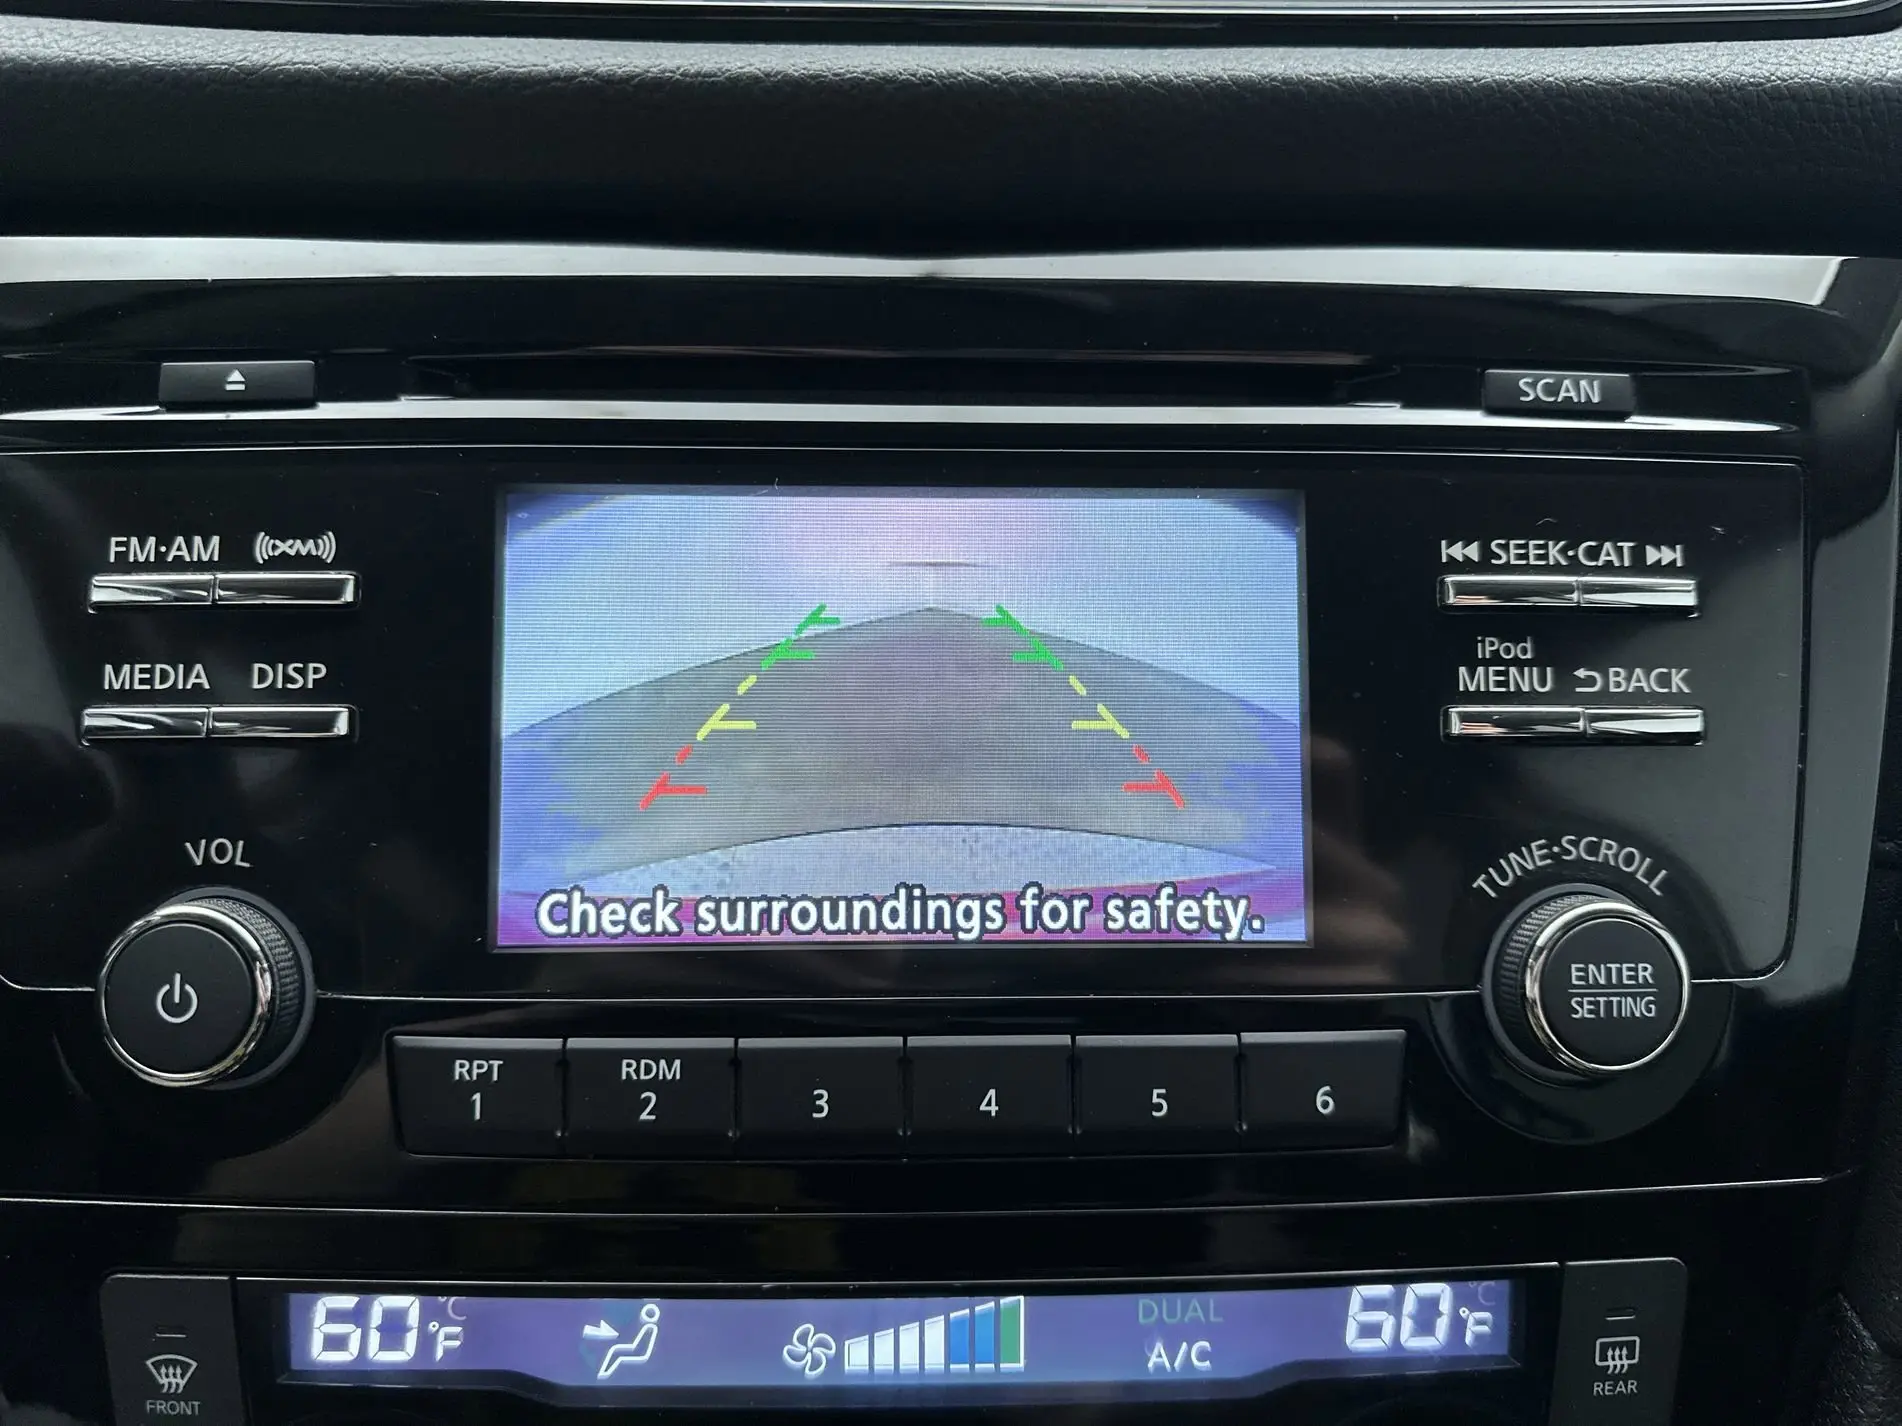 SCAN
FM·AM
XM
SEEK·CAT
MEDIA
DISP
iPod
MENU
BACK
VOL
TUNE·SCROLL
Check surroundings for safety.
ENTER
SETTING
RPT
1
RDM
2
3
4
5
6
60 °C
°F
DUAL
A/C
60 °C
°F
FRONT
REAR